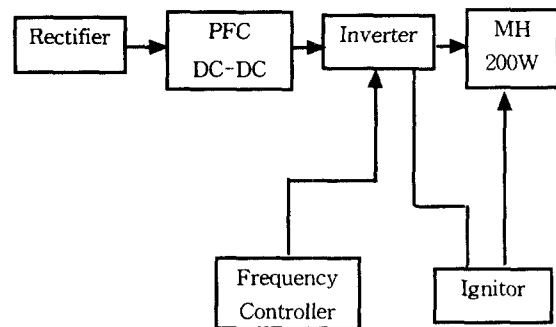 Rectifier
PFC
DC-DC
Inverter
MH
200W
Frequency
Controller
Ignitor